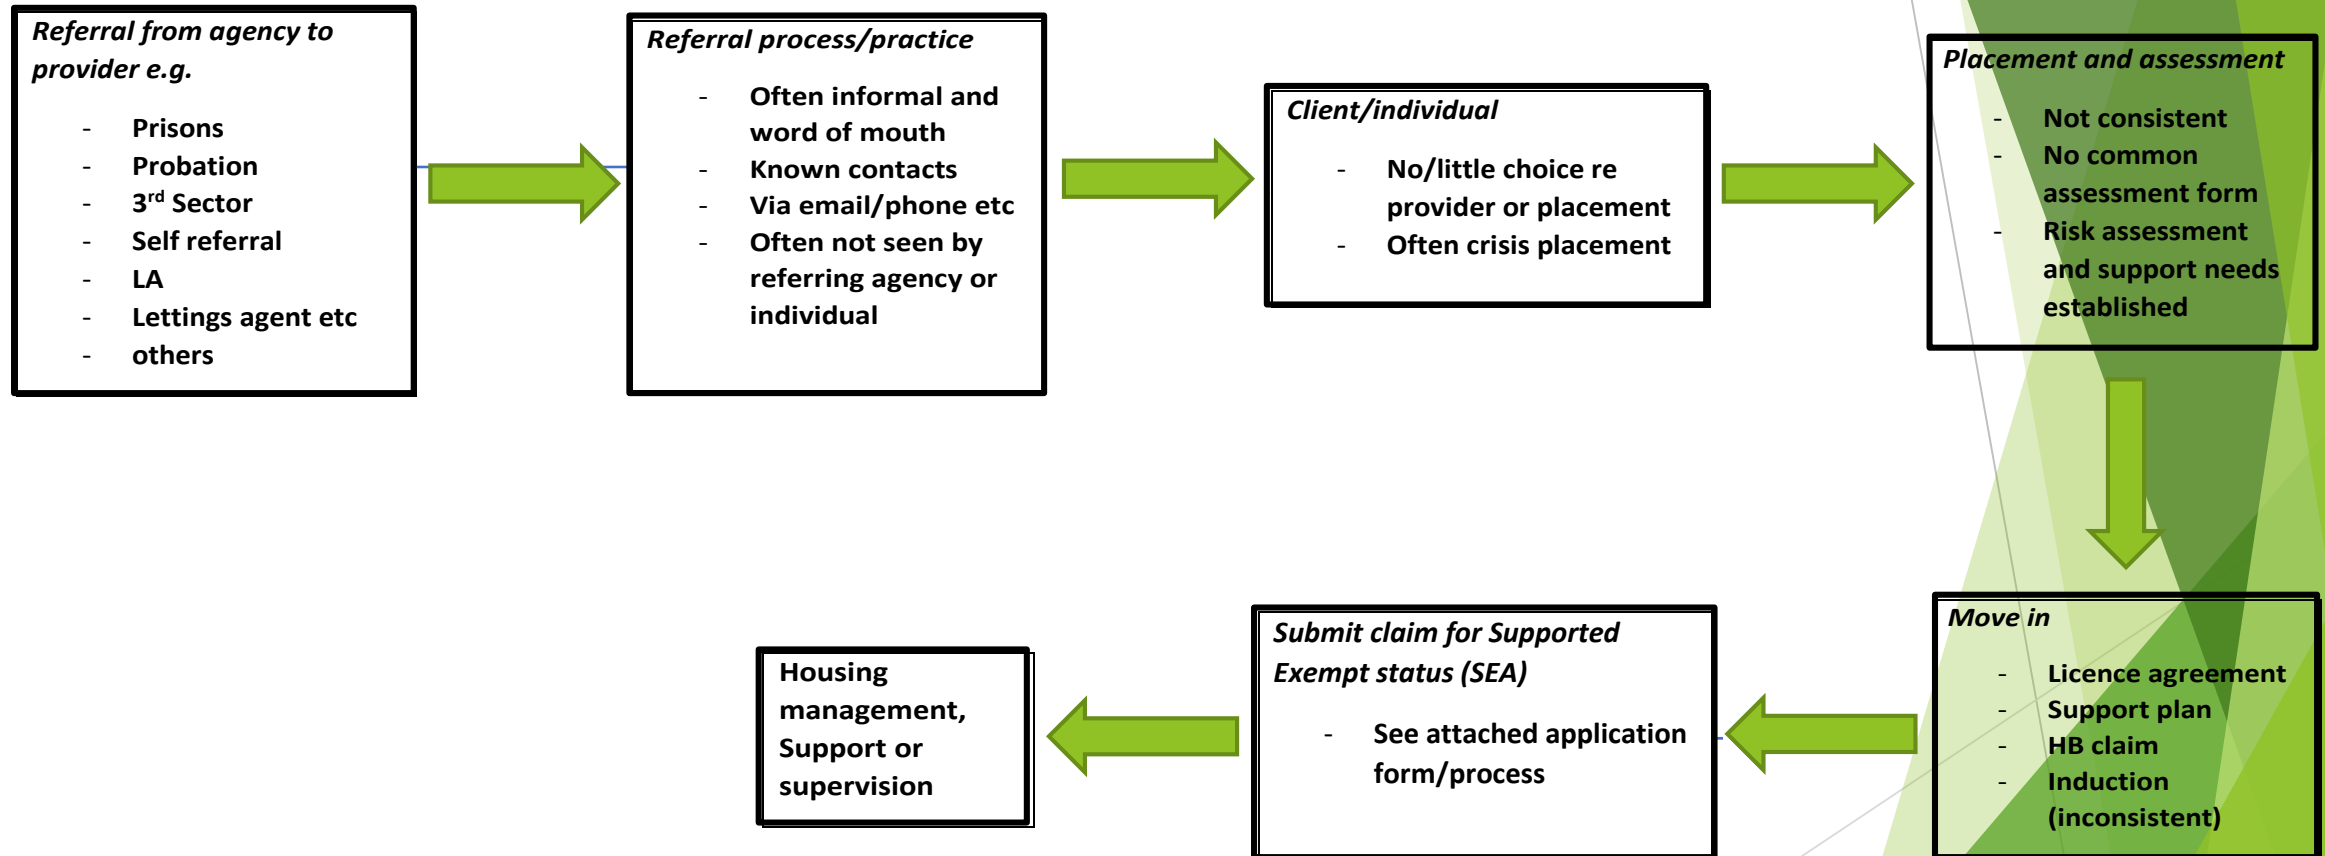 Referral from agency to
provider e.g.
- Prisons
- Probation
- 3rd Sector
- Self referral
- LA
- Lettings agent etc
- others
Referral process/practice
- Often informal and
word of mouth
- Known contacts
- Via email/phone etc
- Often not seen by
referring agency or
individual
Client/individual
- No/little choice re
provider or placement
- Often crisis placement
Placement and assessment
- Not consistent
- No common
assessment form
- Risk assessment
and support needs
established
Move in
- Licence agreement
- Support plan
- HB claim
- Induction
(inconsistent)
Submit claim for Supported
Exempt status (SEA)
- See attached application
form/process
Housing
management,
Support or
supervision